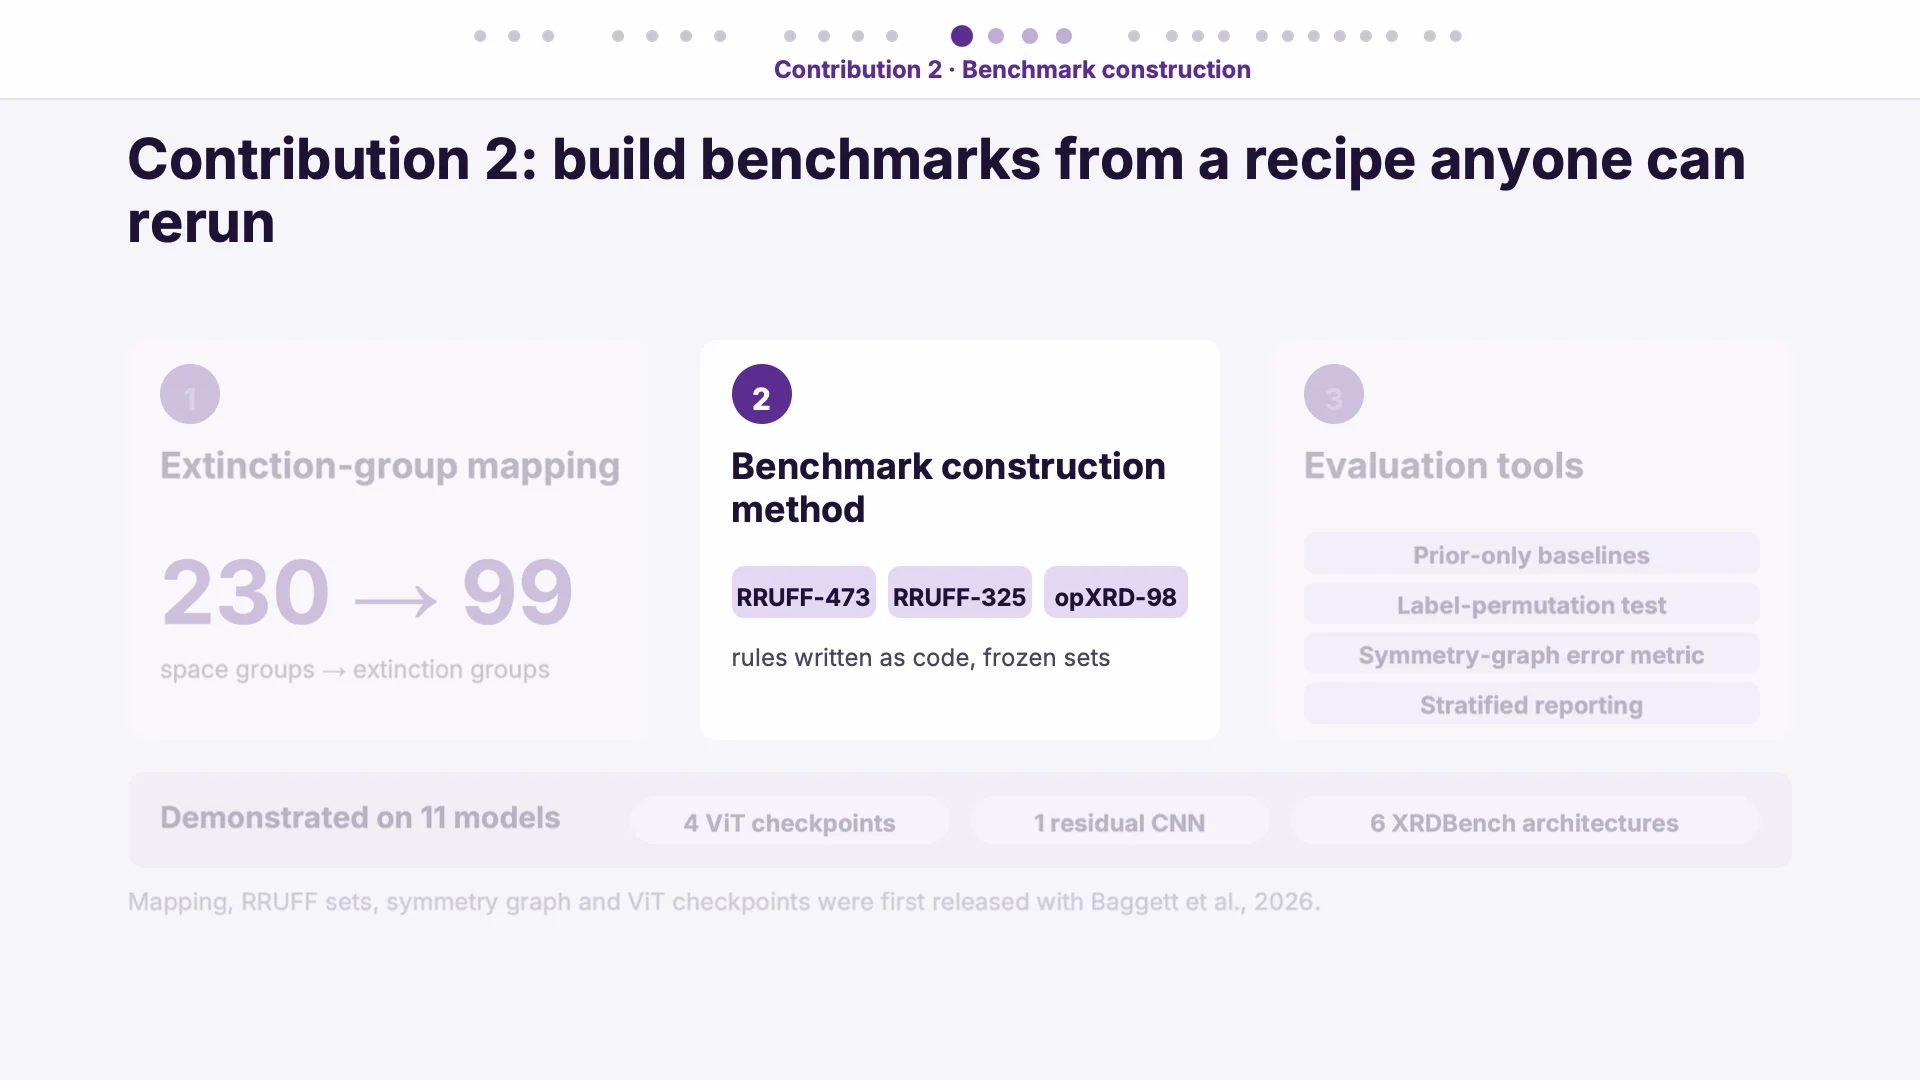 Contribution 2 · Benchmark construction
Contribution 2: build benchmarks from a recipe anyone can
rerun
1
Extinction-group mapping
230 → 99
space groups → extinction groups
2
Benchmark construction
method
RRUFF-473 RRUFF-325 opXRD-98
rules written as code, frozen sets
3
Evaluation tools
Prior-only baselines
Label-permutation test
Symmetry-graph error metric
Stratified reporting
Demonstrated on 11 models 4 ViT checkpoints 1 residual CNN 6 XRDBench architectures
Mapping, RRUFF sets, symmetry graph and ViT checkpoints were first released with Baggett et al., 2026.